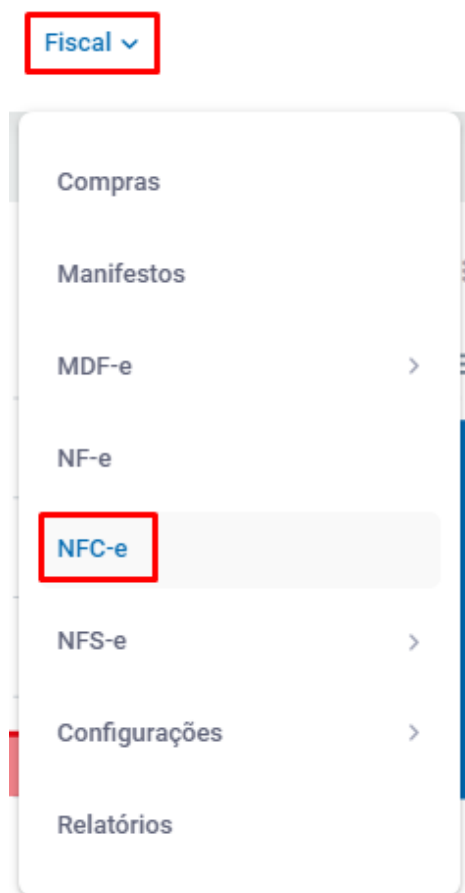 Fiscal
Compras
Manifestos
MDF-e
NF-e
NFC-e
NFS-e
Configurações
Relatórios